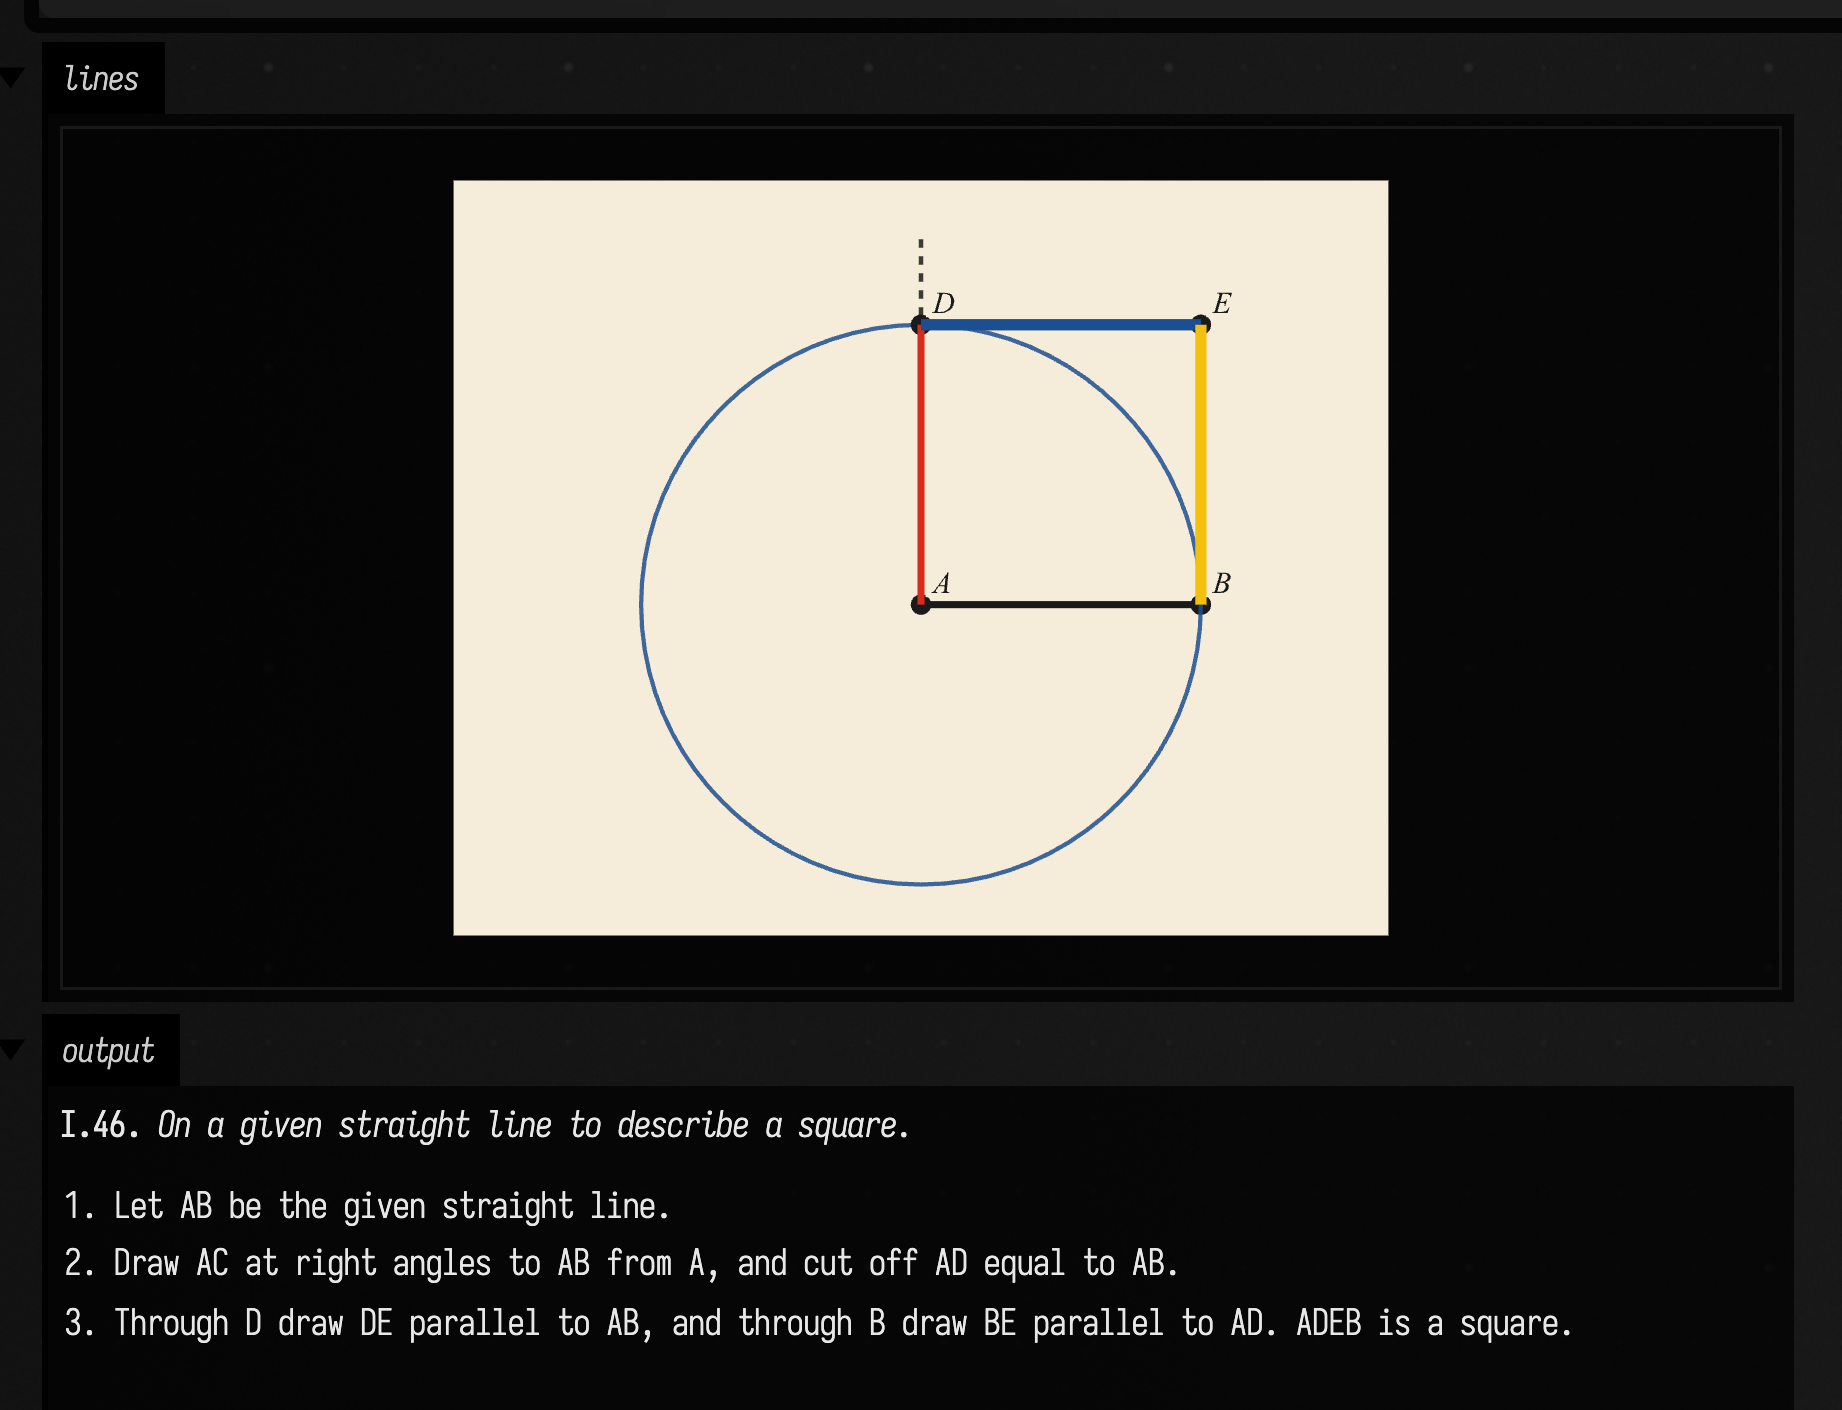 lines
D
E
A
B
output
I.46. On a given straight line to describe a square.
1. Let AB be the given straight line.
2. Draw AC at right angles to AB from A, and cut off AD equal to AB.
3. Through D draw DE parallel to AB, and through B draw BE parallel to AD. ADEB is a square.